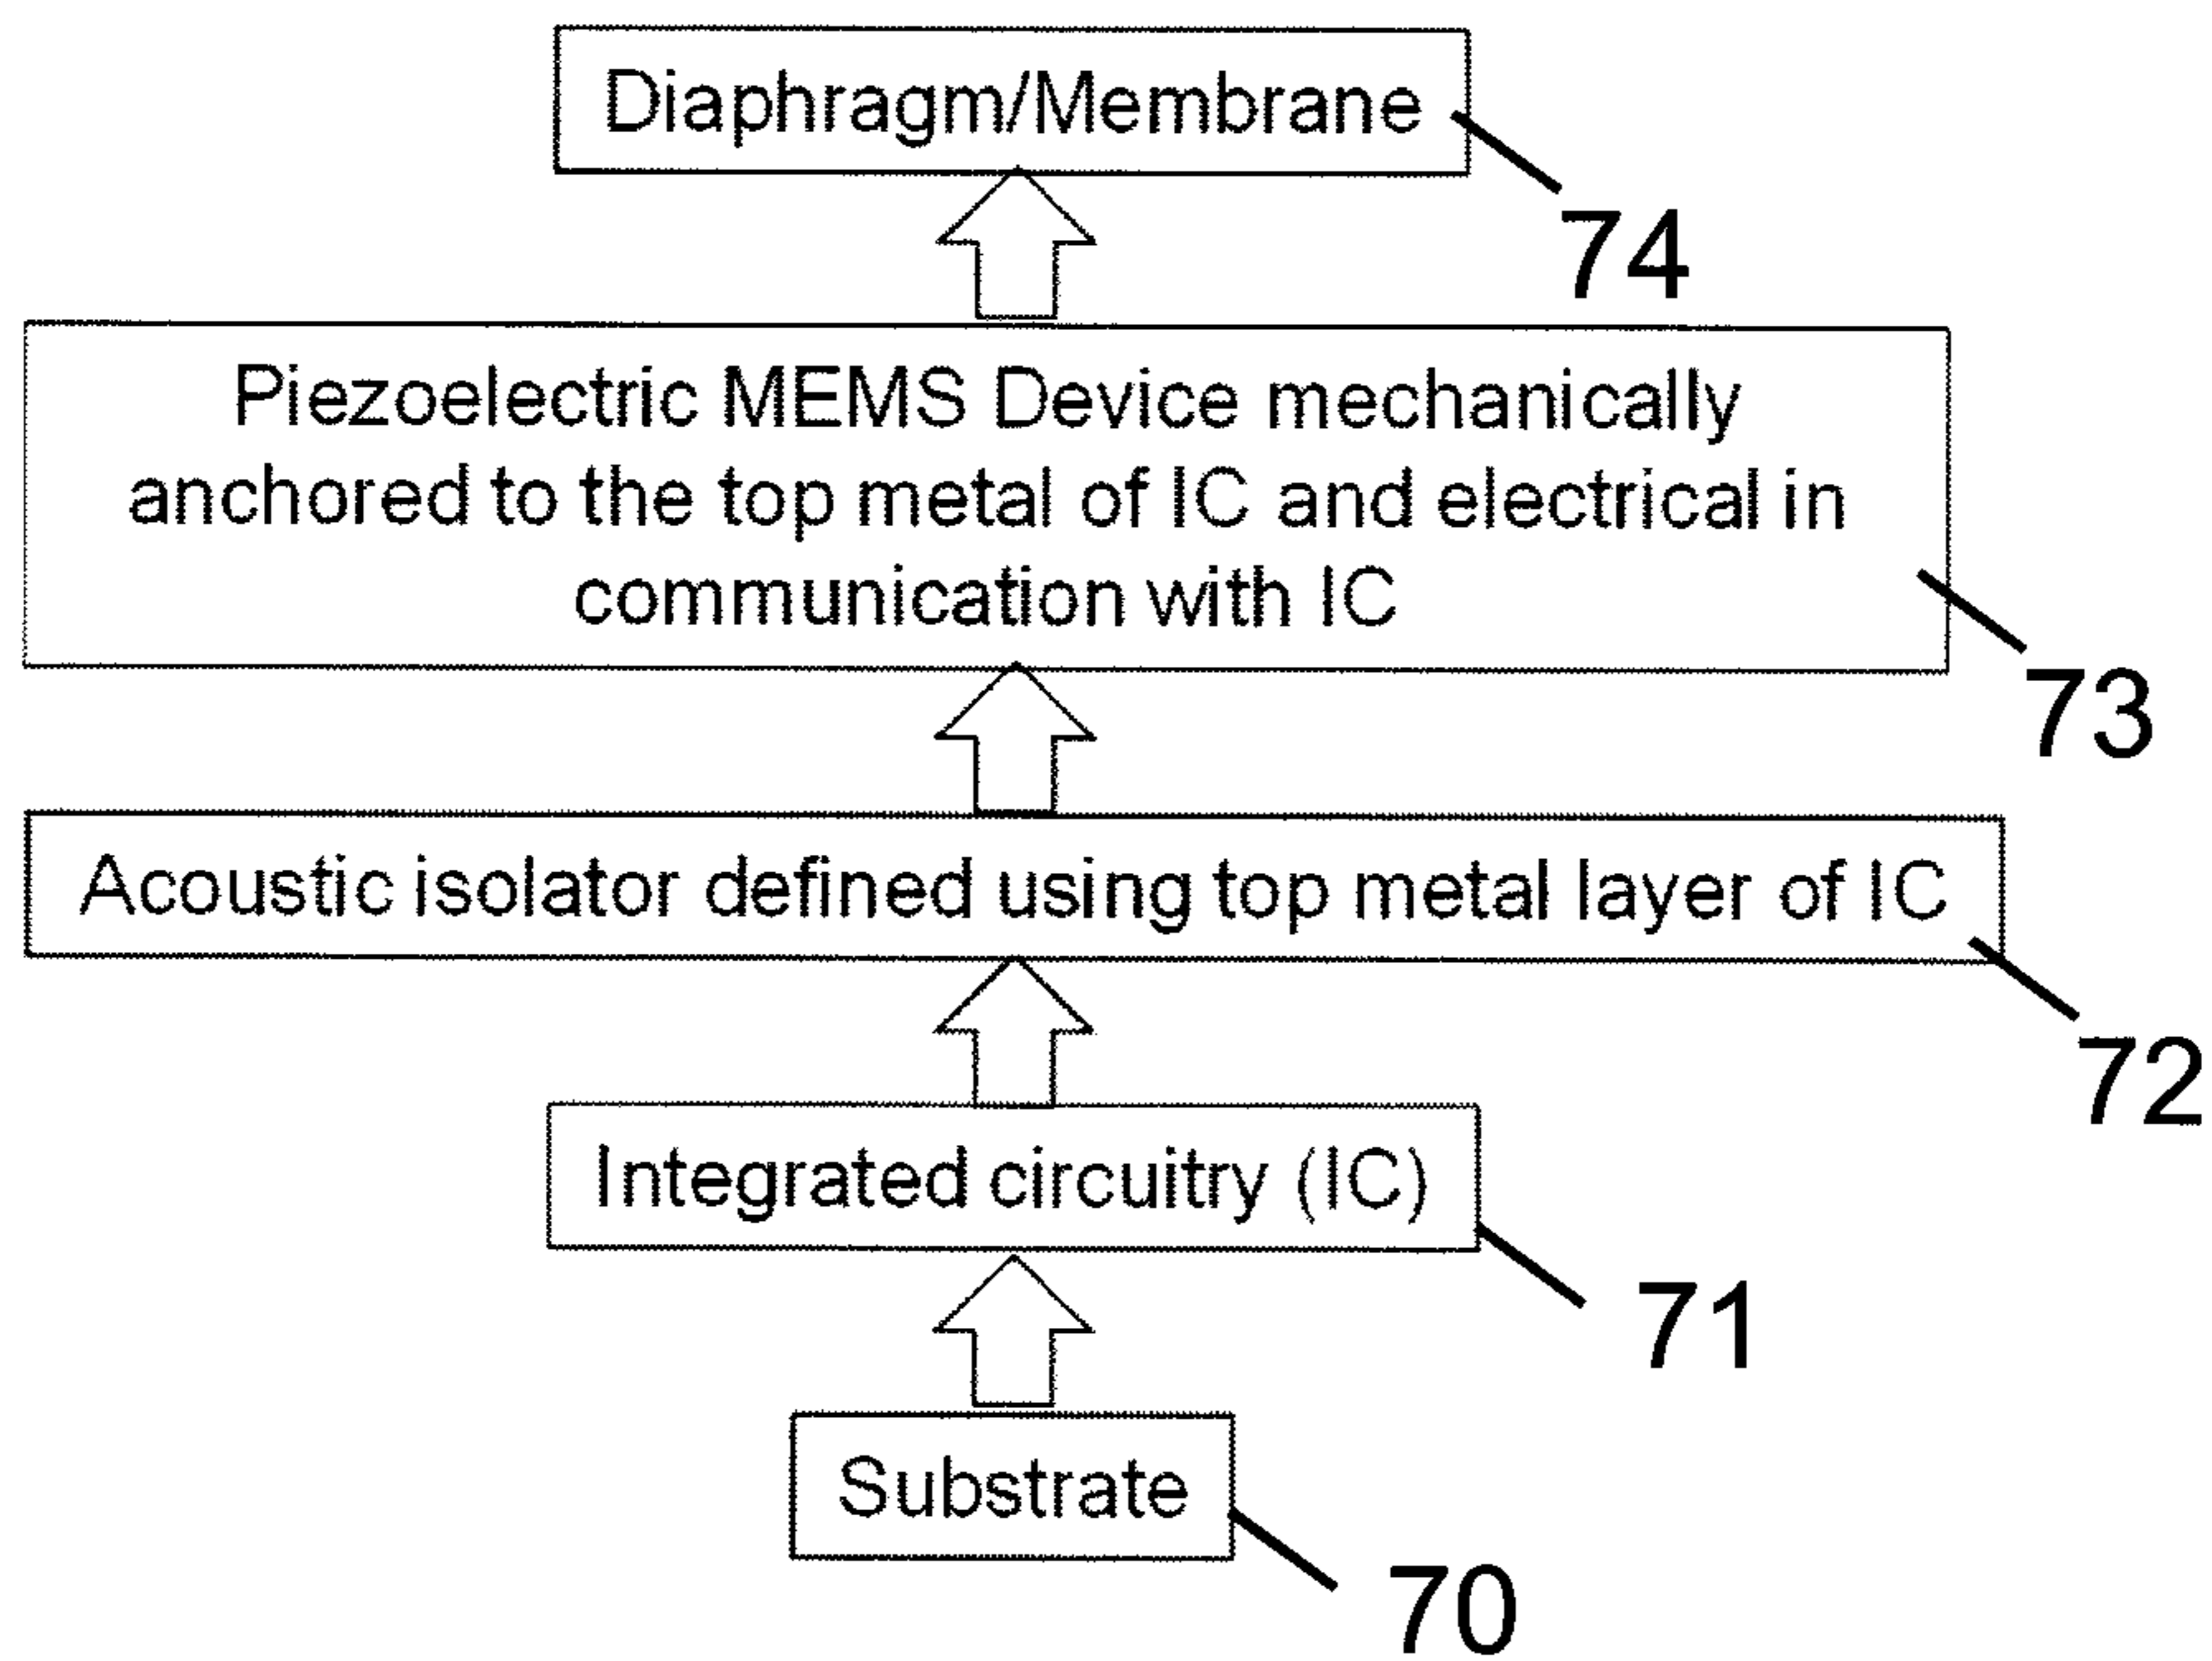 Diaphragm/Membrane
74
Piezoelectric MEMS Device mechanically
anchored to the top metal of IC and electrical in
communication with IC
73
Acoustic isolator defined using top metal layer of IC
72
Integrated circuitry (IC)
71
Substrate
70